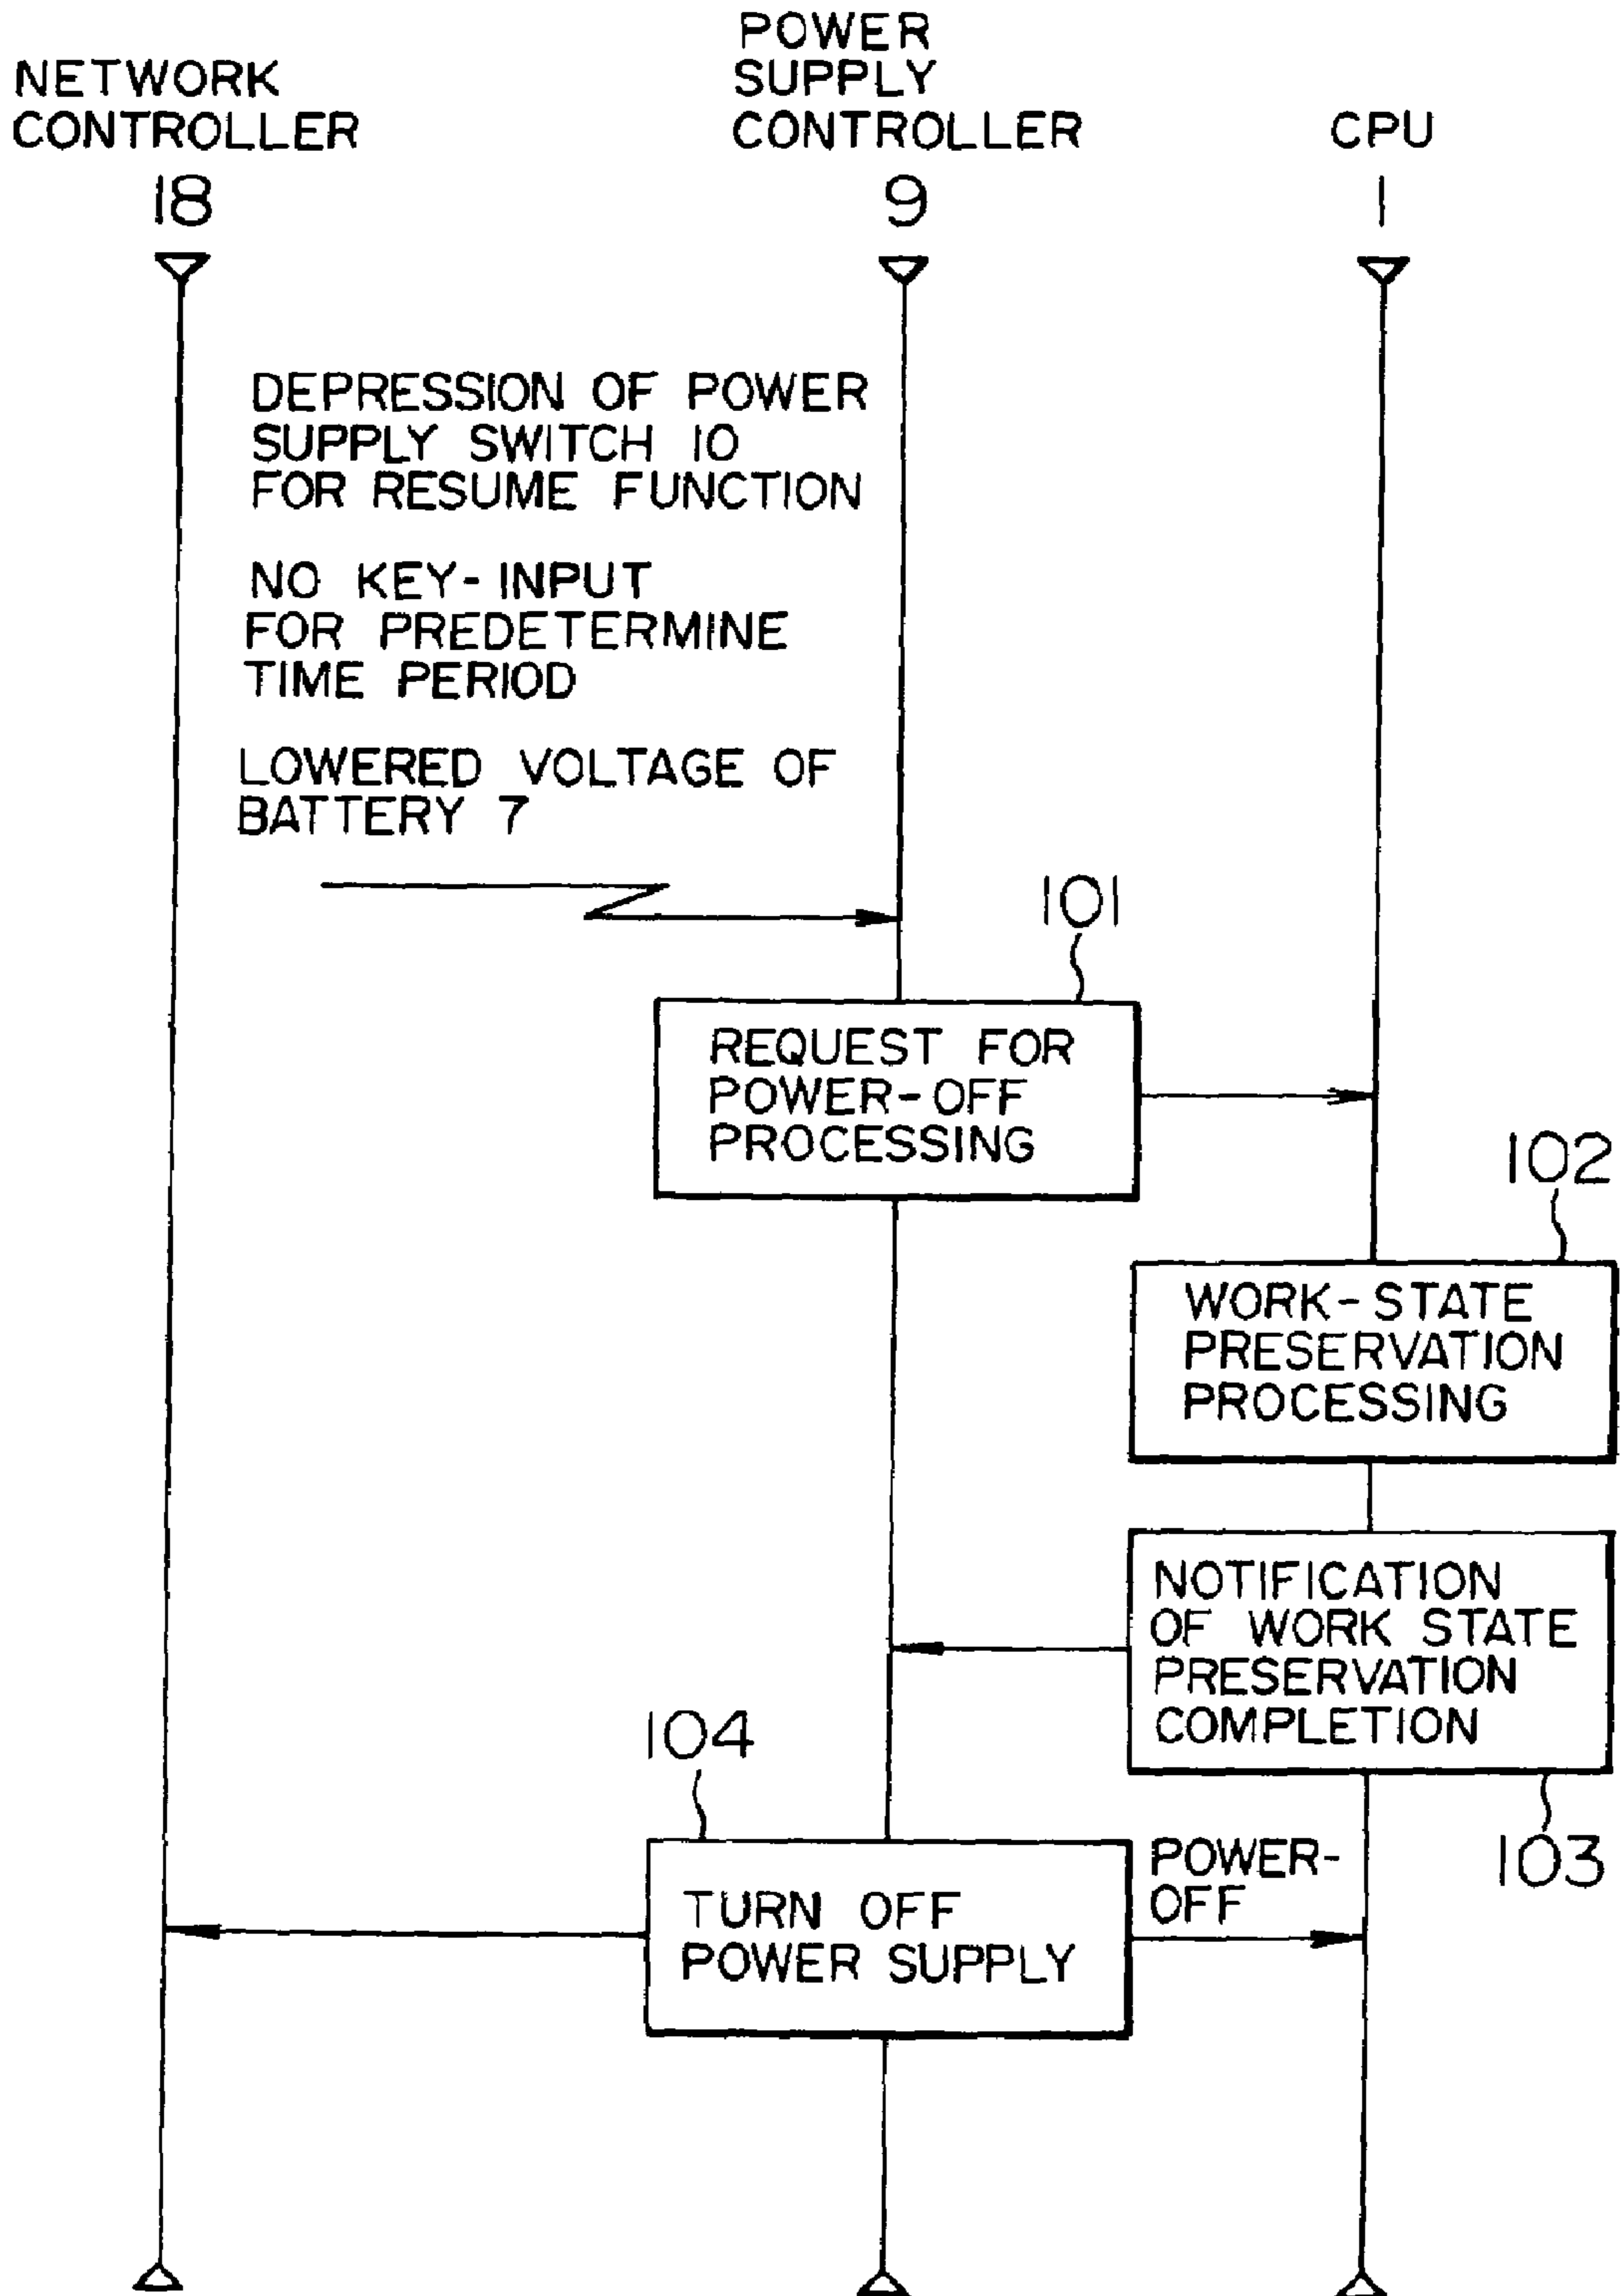 NETWORK
CONTROLLER
18
POWER
SUPPLY
CONTROLLER
9
CPU
1
DEPRESSION OF POWER
SUPPLY SWITCH 10
FOR RESUME FUNCTION
NO KEY-INPUT
FOR PREDETERMINE
TIME PERIOD
LOWERED VOLTAGE OF
BATTERY 7
101
REQUEST FOR
POWER-OFF
PROCESSING
102
WORK-STATE
PRESERVATION
PROCESSING
NOTIFICATION
OF WORK STATE
PRESERVATION
COMPLETION
103
104
TURN OFF
POWER SUPPLY
POWER-
OFF